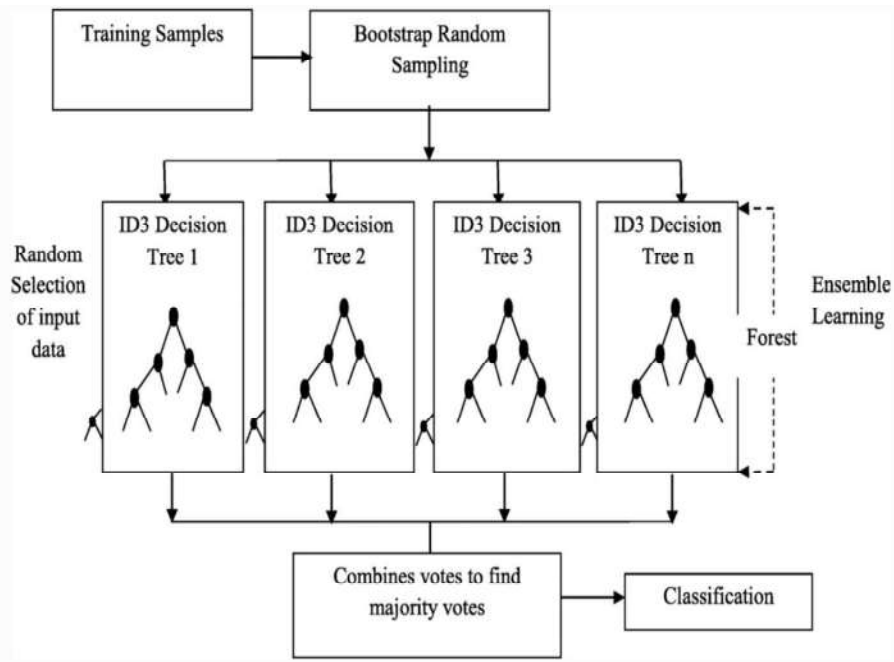 Training Samples
Bootstrap Random
Sampling
ID3 Decision
Tree 1
ID3 Decision
Tree 2
ID3 Decision
Tree 3
ID3 Decision
Tree n
Random
Selection
of input
data
Forest
Ensemble
Learning
Combines votes to find
majority votes
Classification